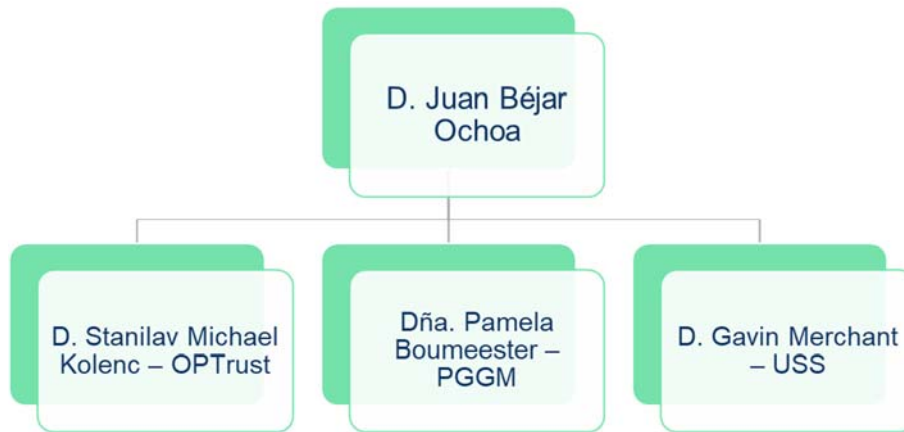 D. Juan Béjar
Ochoa
D. Stanilav Michael
Kolenc – OPTrust
Dña. Pamela
Boumeester –
PGGM
D. Gavin Merchant
– USS